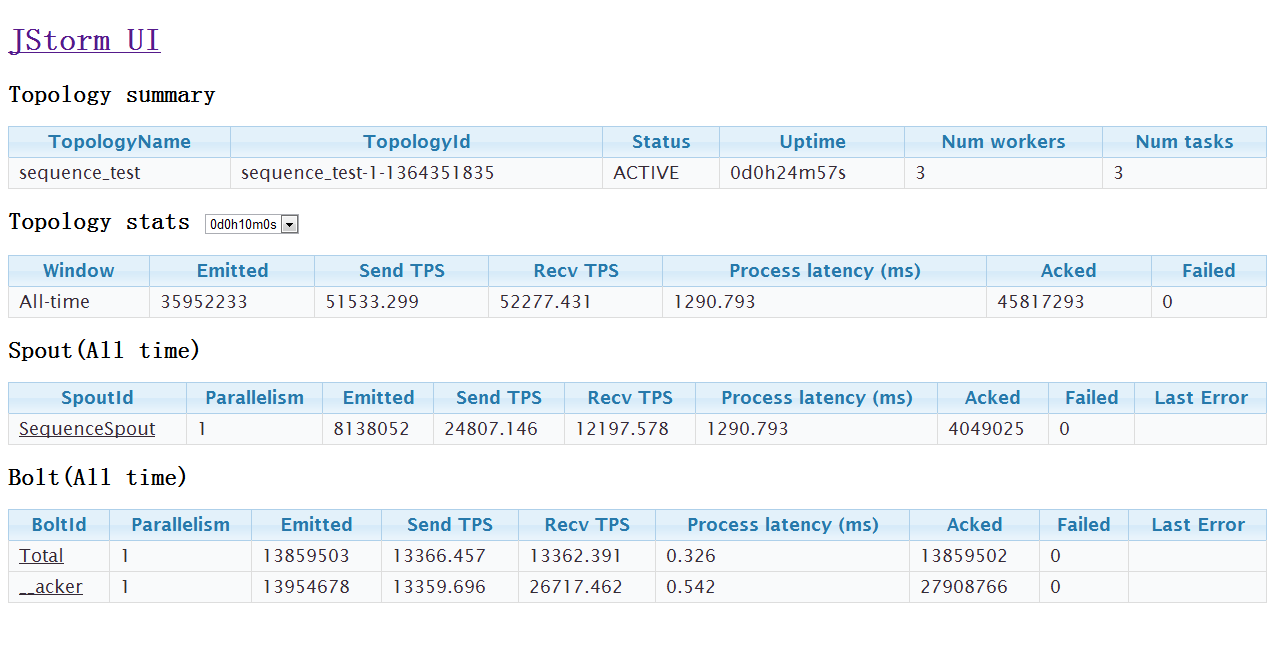 JStorm UI
Topology summary
TopologyName TopologyId Status Uptime Num workers Num tasks
sequence_test sequence_test-1-1364351835 ACTIVE 0d0h24m57s 3 3
Topology stats 0d0h10m0s
Window Emitted Send TPS Recv TPS Process latency (ms) Acked Failed
All-time 35952233 51533.299 52277.431 1290.793 45817293 0
Spout(All time)
SpoutId Parallelism Emitted Send TPS Recv TPS Process latency (ms) Acked Failed Last Error
SequenceSpout 1 8138052 24807.146 12197.578 1290.793 4049025 0
Bolt(All time)
BoltId Parallelism Emitted Send TPS Recv TPS Process latency (ms) Acked Failed Last Error
Total 1 13859503 13366.457 13362.391 0.326 13859502 0
__acker 1 13954678 13359.696 26717.462 0.542 27908766 0